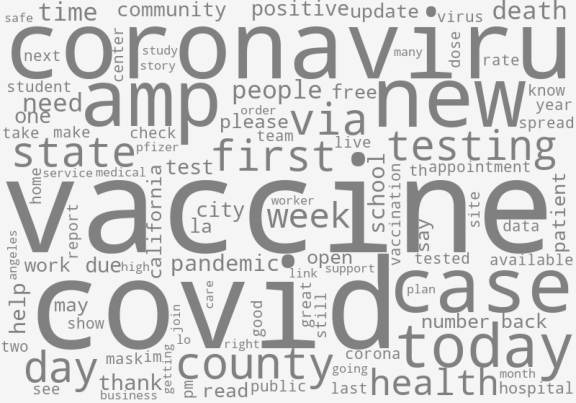 safe time community positive update virus death
coronaviru
next center study story many dose rate
student amp people free new know
need one please via order year
take make check team live spread
state pfizer first testing
test school th appointment
home service medical
vaccine
report california city la worker week vaccination say site data patient
angeles work due high pandemic open tested available
link support
covid
help may show care good great still plan case
join number back
two lo right corona today
day mask im getting county going month
see thank pm read public last health hospital
business